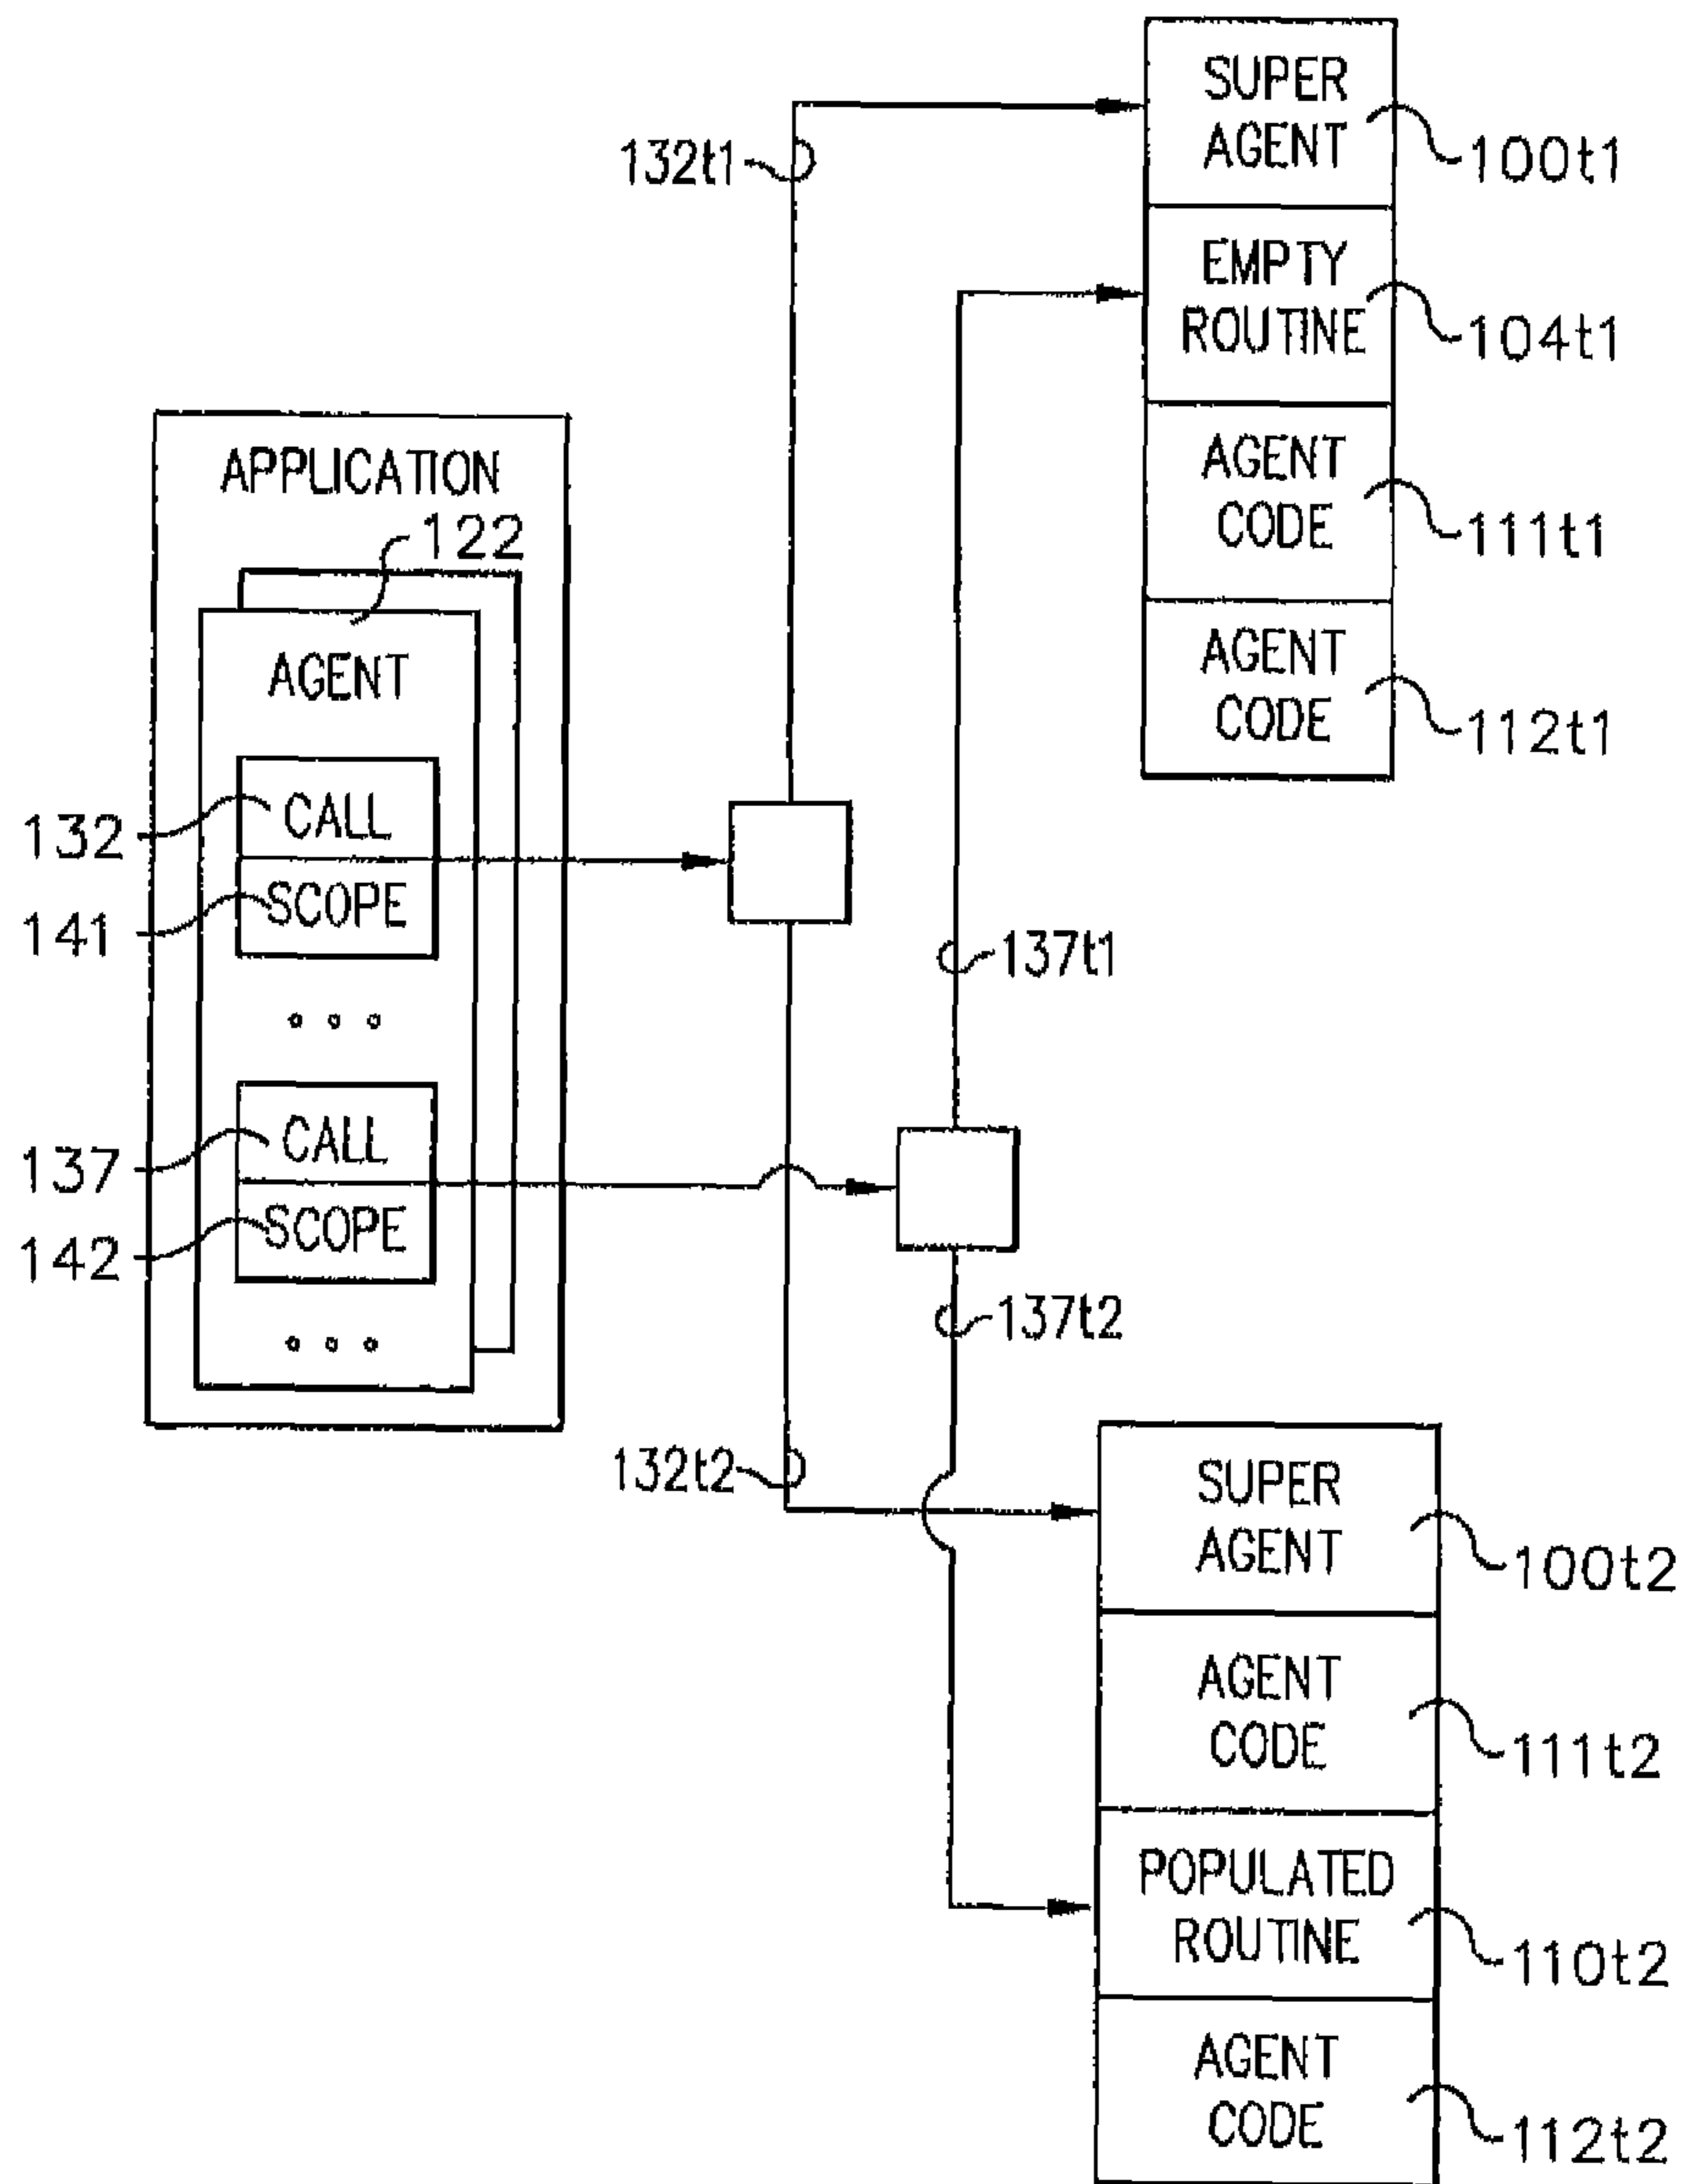 SUPER
AGENT
100t1
132t1
EMPTY
ROUTINE
104t1
AGENT
CODE
111t1
AGENT
CODE
112t1
APPLICATION
122
AGENT
132
CALL
141
SCOPE
137t1
137
CALL
142
SCOPE
137t2
132t2
SUPER
AGENT
100t2
AGENT
CODE
111t2
POPULATED
ROUTINE
110t2
AGENT
CODE
112t2